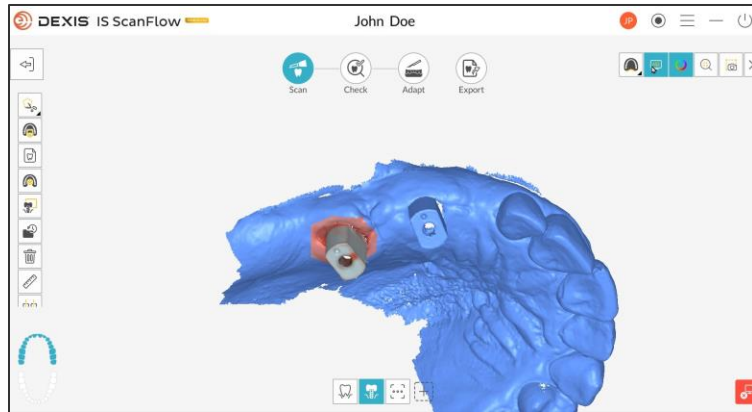 DEXIS IS ScanFlow
John Doe
JP
Scan
Check
Adapt
Export